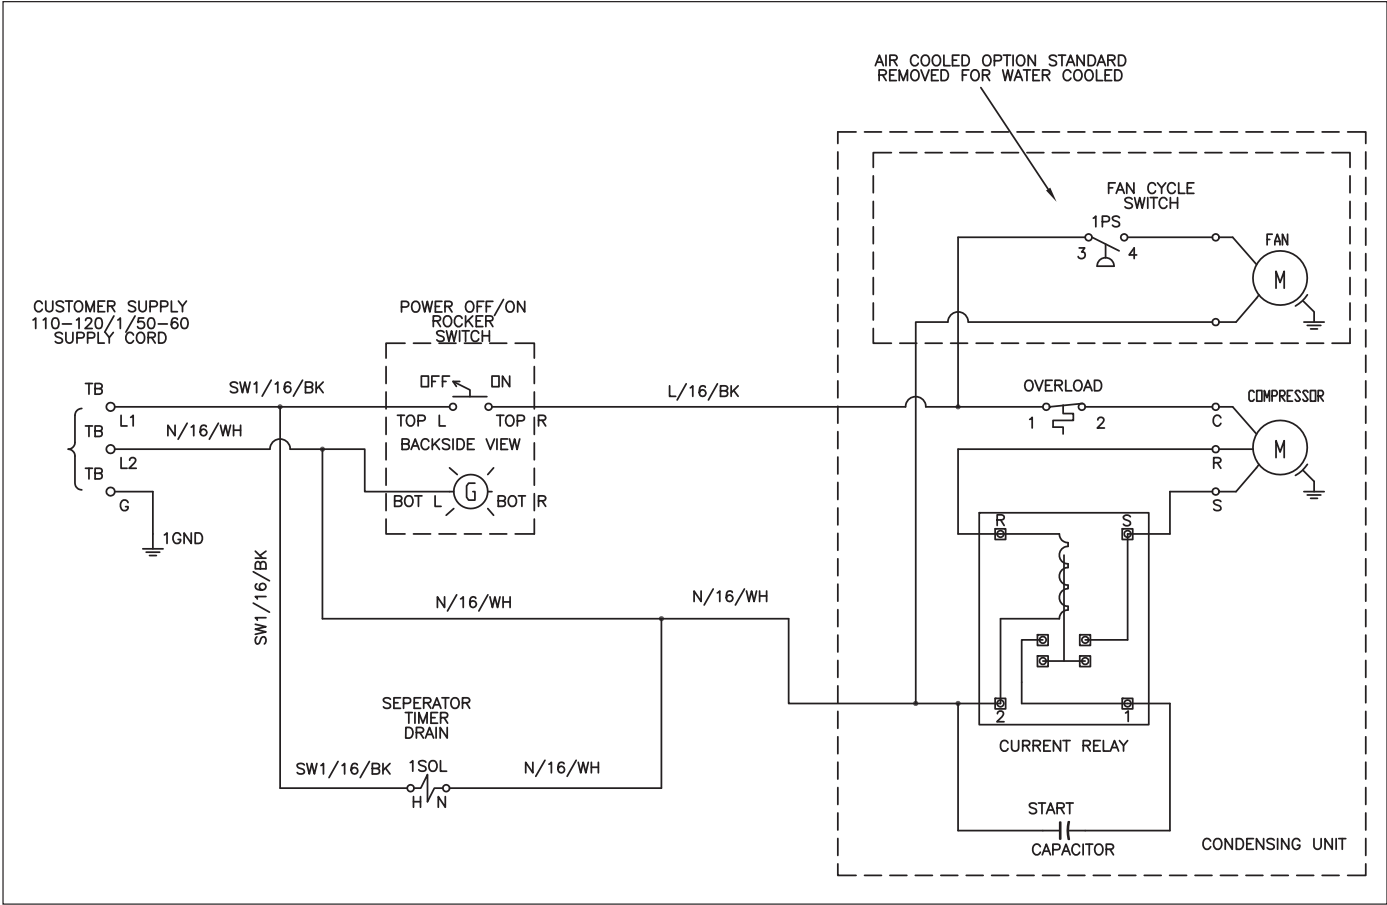 AIR COOLED OPTION STANDARD
REMOVED FOR WATER COOLED
FAN CYCLE
SWITCH
1PS
3
4
FAN
M
CUSTOMER SUPPLY
110-120/1/50-60
SUPPLY CORD
POWER OFF/ON
ROCKER
SWITCH
TB
L1
SW1/16/BK
OFF
ON
TOP L
TOP R
L/16/BK
OVERLOAD
1
2
C
COMPRESSOR
M
TB
L2
N/16/WH
BACKSIDE VIEW
R
TB
G
BOT L
G
BOT R
S
1GND
SW1/16/BK
N/16/WH
N/16/WH
R
S
2
1
CURRENT RELAY
SEPERATOR
TIMER
DRAIN
SW1/16/BK
1SOL
H
N
N/16/WH
START
CAPACITOR
CONDENSING UNIT